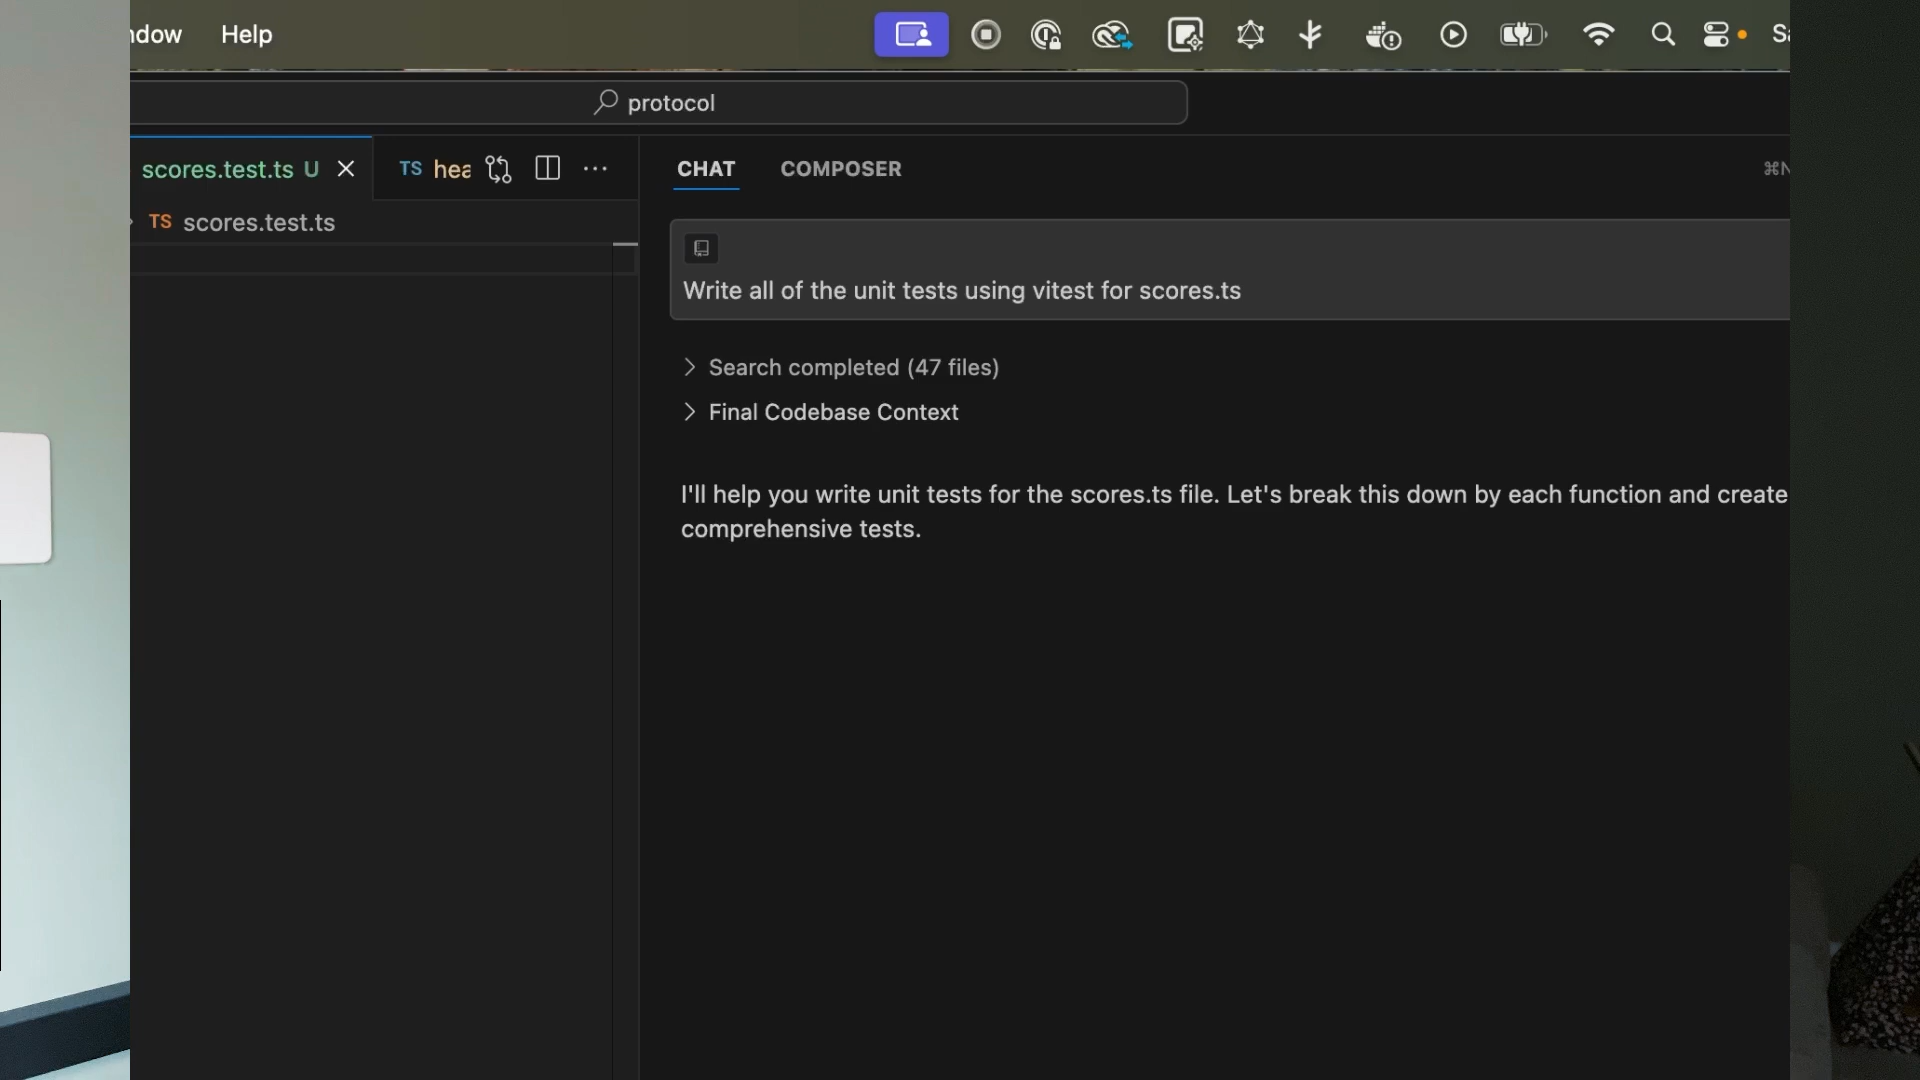 ndow Help
protocol
scores.test.ts U TS hea
CHAT COMPOSER ⌘N
TS scores.test.ts
Write all of the unit tests using vitest for scores.ts
Search completed (47 files)
Final Codebase Context
I'll help you write unit tests for the scores.ts file. Let's break this down by each function and create
comprehensive tests.